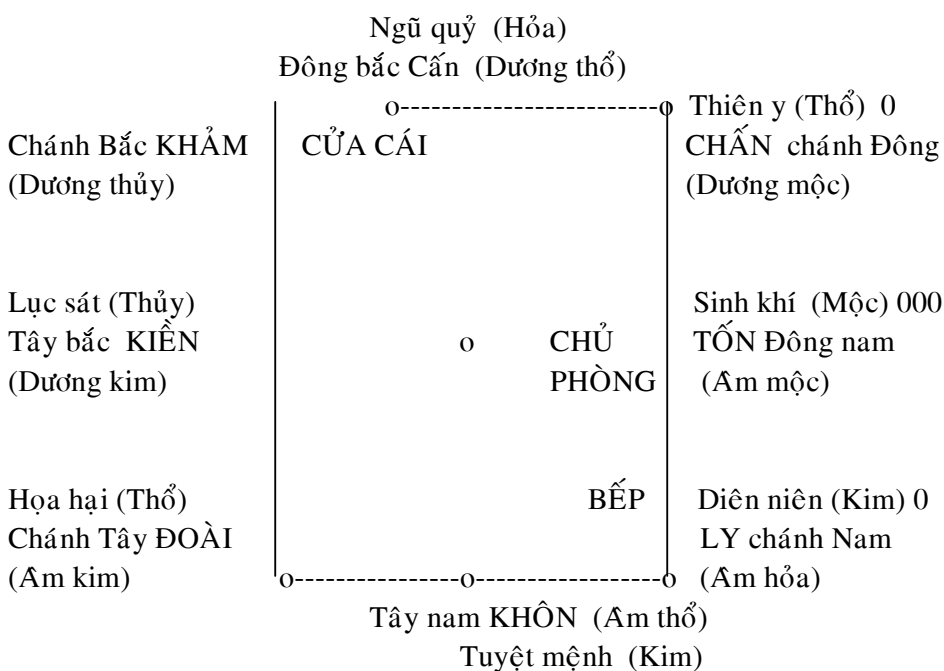 Ngũ quỷ (Hỏa)
Đông bắc Cấn (Dương thổ)
o-------------------------o Thiên y (Thổ) 0
Chánh Bắc KHẢM CỬA CÁI CHẤN chánh Đông
(Dương thủy) (Dương mộc)
Lục sát (Thủy) Sinh khí (Mộc) 000
Tây bắc KIỀN o CHỦ TỐN Đông nam
(Dương kim) PHÒNG (Âm mộc)
Họa hại (Thổ) BẾP Diên niên (Kim) 0
Chánh Tây ĐOÀI LY chánh Nam
(Âm kim) o----------------o-----------------o (Âm hỏa)
Tây nam KHÔN (Âm thổ)
Tuyệt mệnh (Kim)